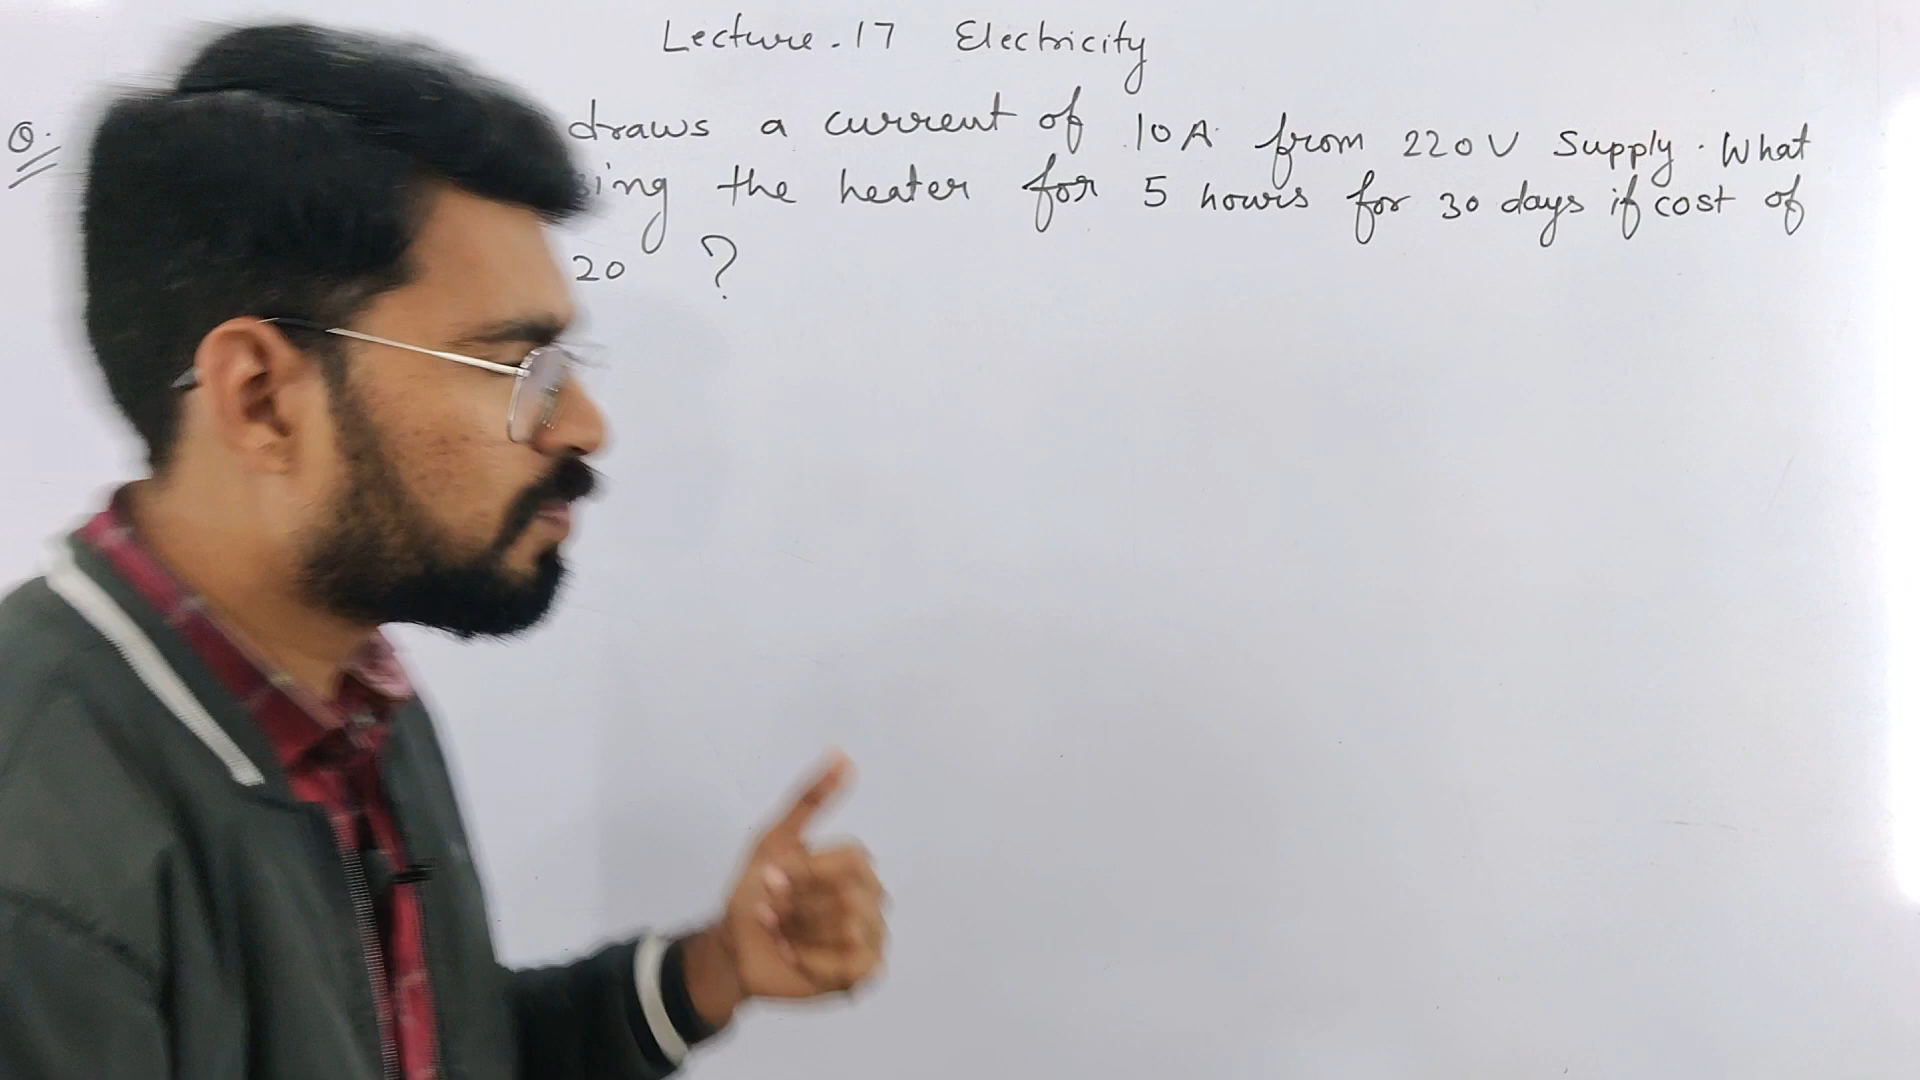 Lecture.17 Electricity
Q. draws a current of 10A from 220V Supply. What
the heater for 5 hours for 30 days if cost of
20 ?